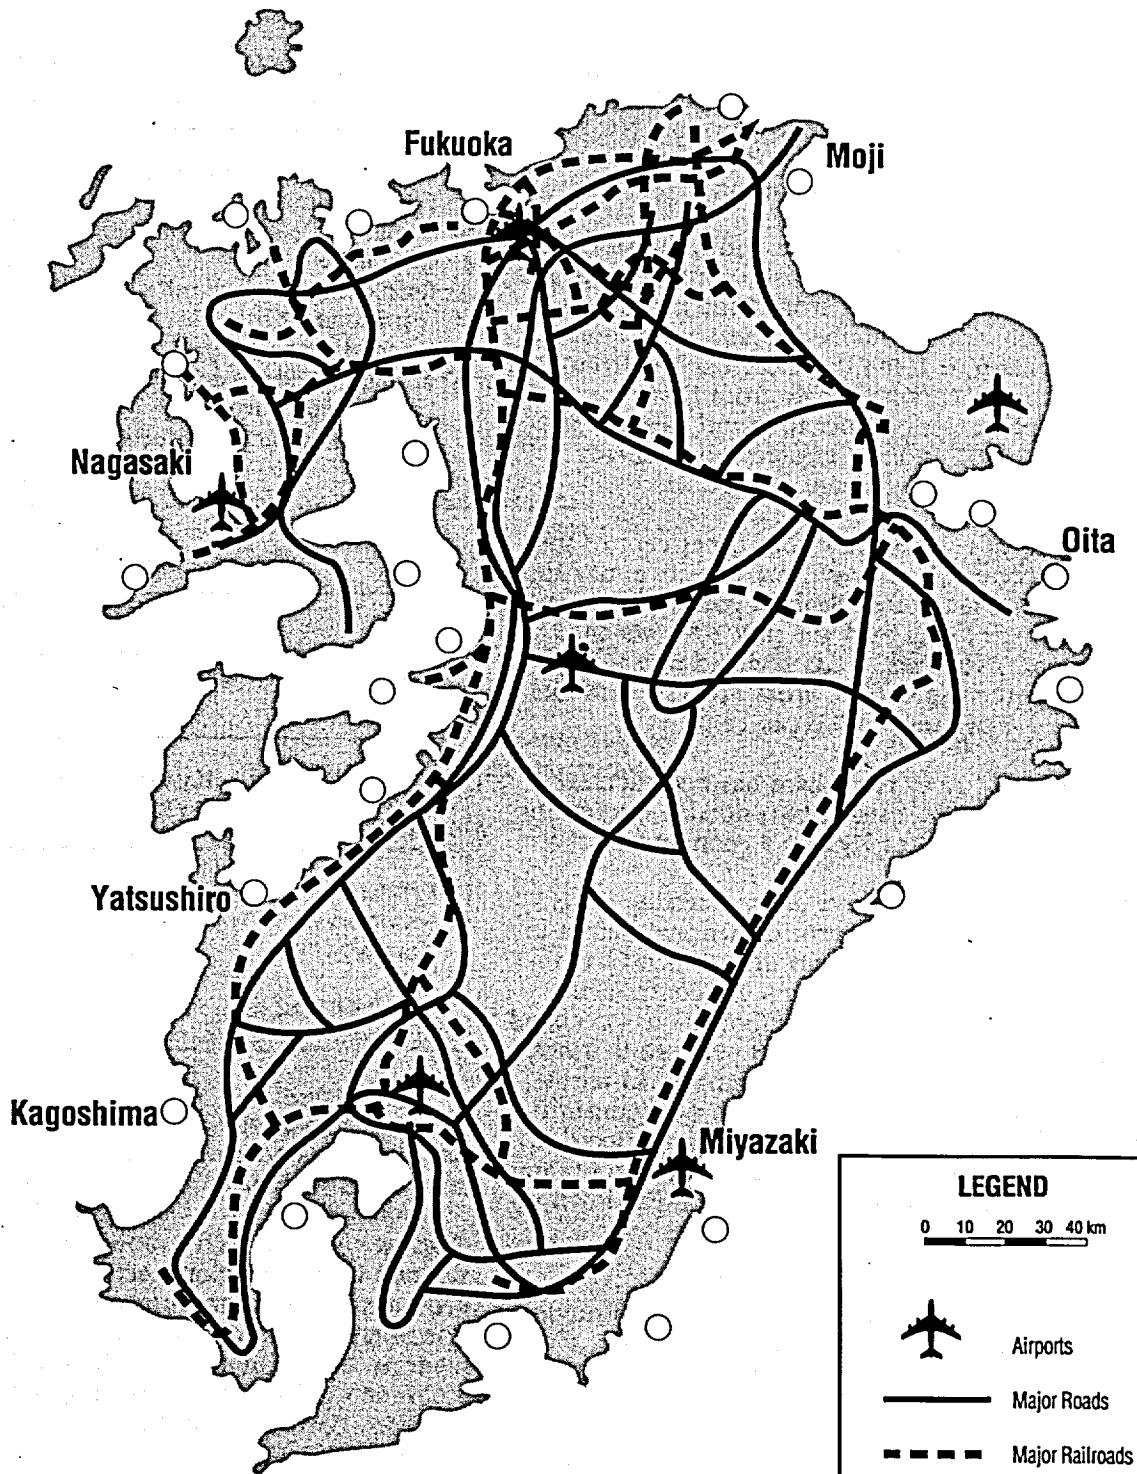 Fukuoka
Moji
Nagasaki
Oita
Yatsushiro
Kagoshima
Miyazaki
LEGEND
0 10 20 30 40 km
Airports
Major Roads
Major Railroads